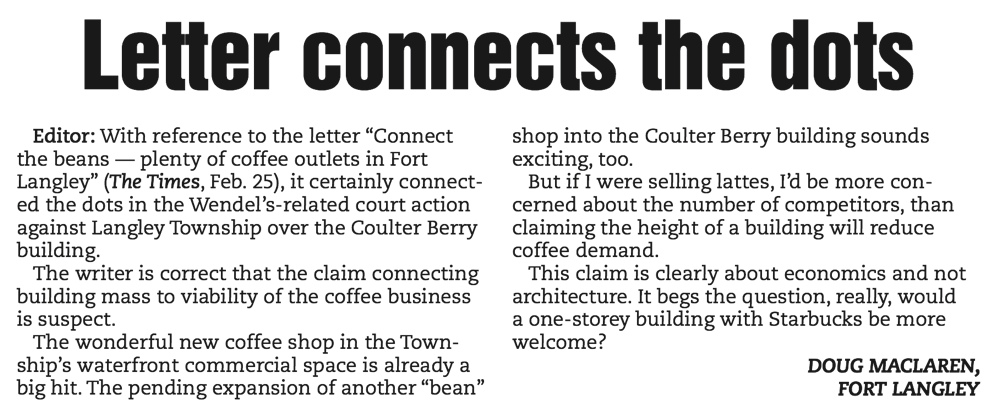 Letter connects the dots
Editor: With reference to the letter “Connect
the beans — plenty of coffee outlets in Fort
Langley” (The Times, Feb. 25), it certainly connect-
ed the dots in the Wendel’s-related court action
against Langley Township over the Coulter Berry
building.
The writer is correct that the claim connecting
building mass to viability of the coffee business
is suspect.
The wonderful new coffee shop in the Town-
ship’s waterfront commercial space is already a
big hit. The pending expansion of another “bean”
shop into the Coulter Berry building sounds
exciting, too.
But if I were selling lattes, I’d be more con-
cerned about the number of competitors, than
claiming the height of a building will reduce
coffee demand.
This claim is clearly about economics and not
architecture. It begs the question, really, would
a one-storey building with Starbucks be more
welcome?
DOUG MACLAREN,
FORT LANGLEY